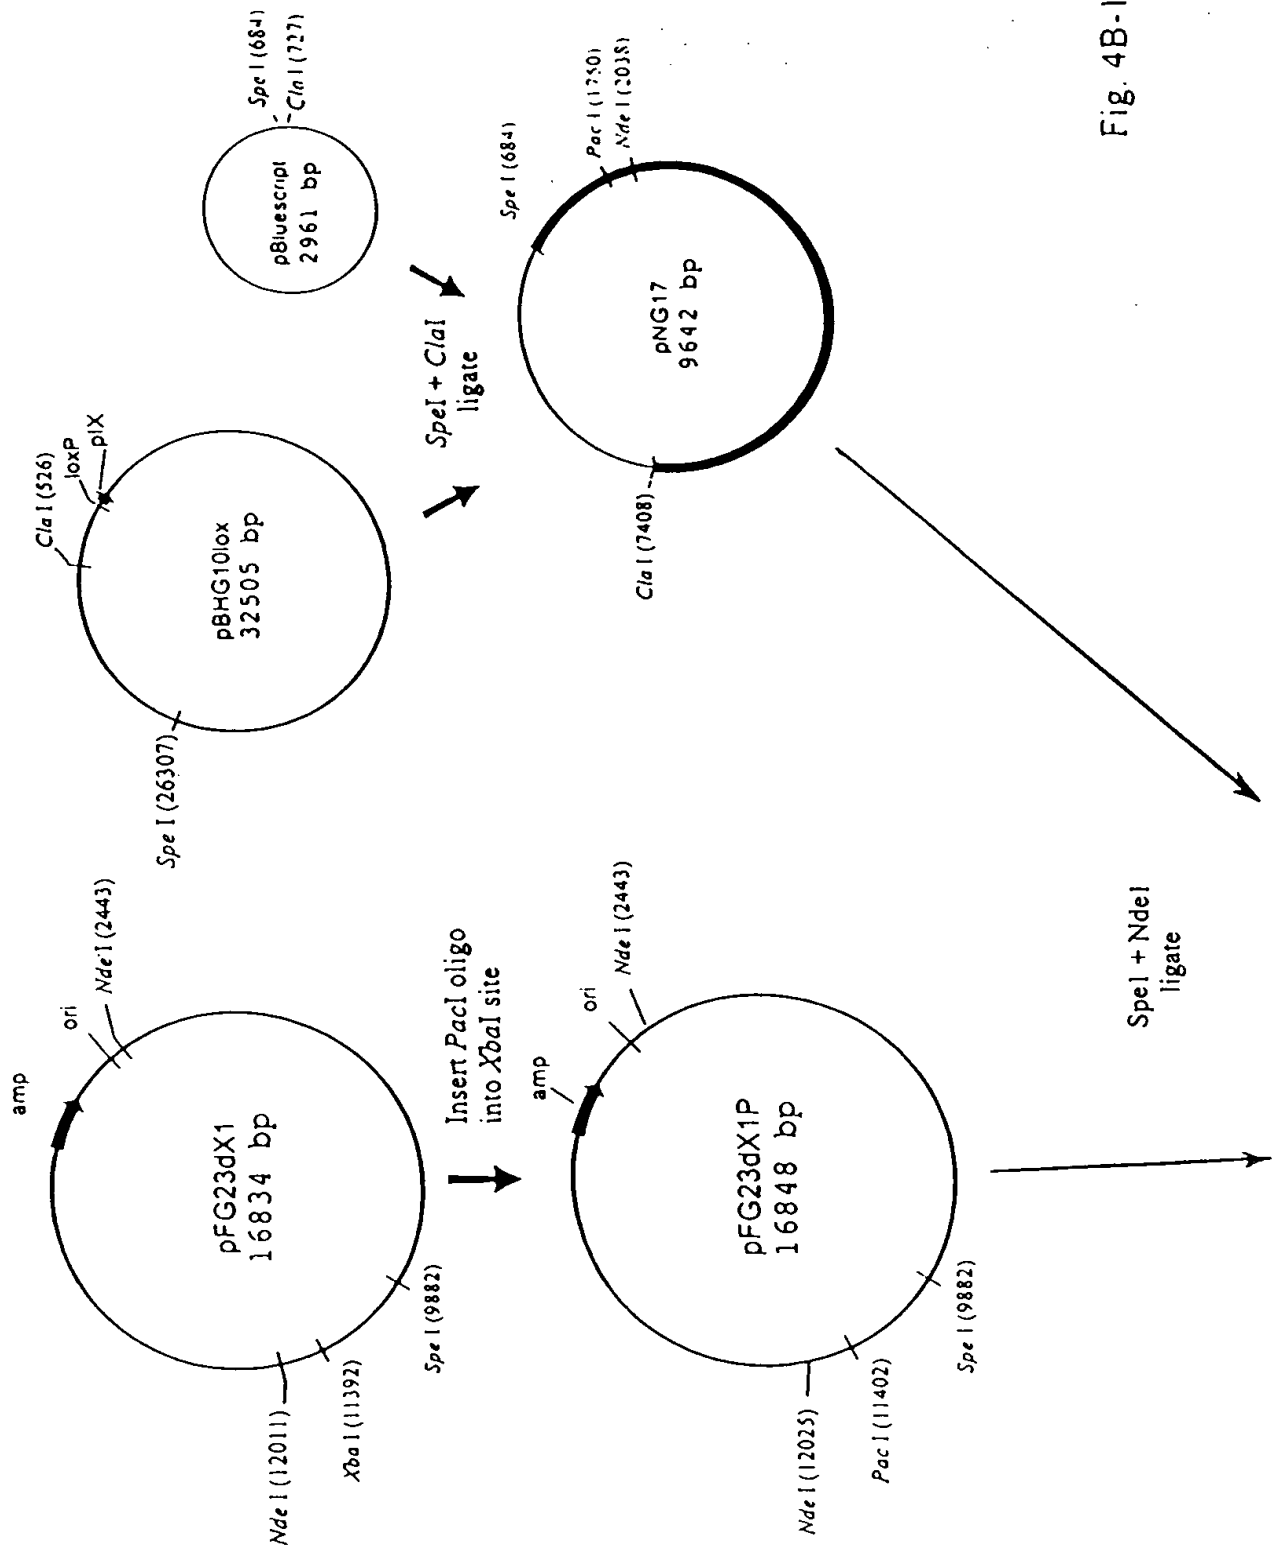 amp
ori
Nde I (2443)
pFG23dX1
16834 bp
Nde I (12011)
Xba I (11392)
Spe I (9882)
Cla I (526)
loxP
pIX
pBHG10lox
32505 bp
Spe I (26307)
Spe I (684)
Cla I (727)
pBluescript
2961 bp
Insert PacI oligo
into XbaI site
SpeI + ClaI
ligate
amp
ori
Nde I (2443)
pFG23dX1P
16848 bp
Nde I (12025)
Pac I (11402)
Spe I (9882)
Spe I (684)
Pac I (1750)
Nde I (2038)
pNG17
9642 bp
Cla I (7408)
SpeI + NdeI
ligate
Fig. 4B-1